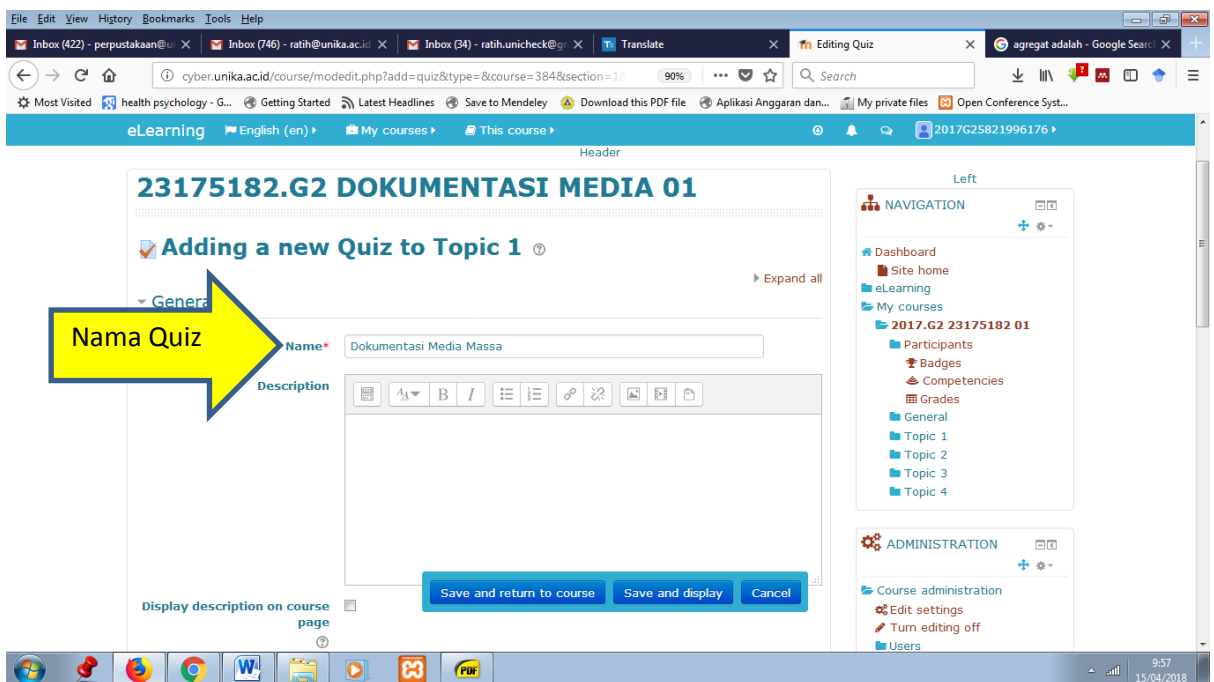 File Edit View History Bookmarks Tools Help
Inbox (422) - perpustakaan@u
Inbox (746) - ratih@unika.ac.id
Inbox (34) - ratih.unicheck@g
Translate
Editing Quiz
agregat adalah - Google Search
cyber.unika.ac.id/course/modedit.php?add=quiz&type=&course=384&section=1
90%
Search
Most Visited
health psychology - G...
Getting Started
Latest Headlines
Save to Mendeley
Download this PDF file
Aplikasi Anggaran dan...
My private files
Open Conference Syst...
eLearning
English (en)
My courses
This course
2017G25821996176
Header
23175182.G2 DOKUMENTASI MEDIA 01
Adding a new Quiz to Topic 1
Expand all
Nama Quiz
Name*
Dokumentasi Media Massa
Description
B I
Save and return to course
Save and display
Cancel
Display description on course page
Left
NAVIGATION
Dashboard
Site home
eLearning
My courses
2017.G2 23175182 01
Participants
Badges
Competencies
Grades
General
Topic 1
Topic 2
Topic 3
Topic 4
ADMINISTRATION
Course administration
Edit settings
Turn editing off
Users
PDF
9:57
15/04/2018